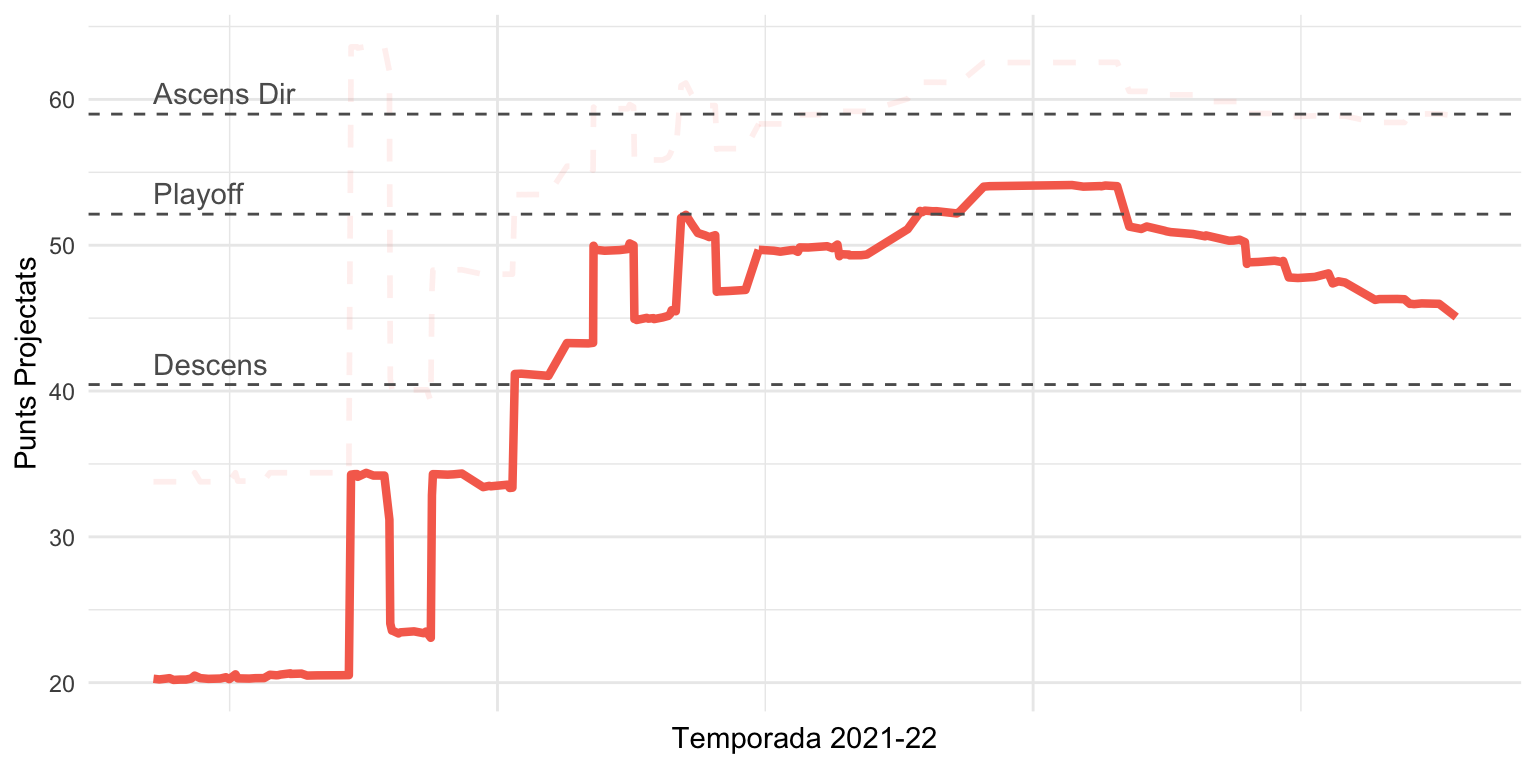 Ascens Dir
60
Playoff
50
Punts Projectats
Descens
40
30
20
Temporada 2021-22